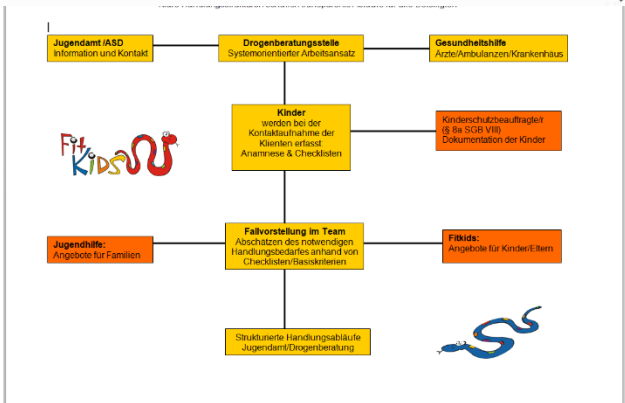 Jugendamt /ASD
Information und Kontakt
Drogenberatungsstelle
Systemorientierter Arbeitsansatz
Gesundheitshilfe
Ärzte/Ambulanzen/Krankenhäus
Kinder
werden bei der
Kontaktaufnahme der
Klienten erfasst:
Anamnese & Checklisten
Kinderschutzbeauftragte/r
(§ 8a SGB VIII)
Dokumentation der Kinder
Fit
KiDS
Fallvorstellung im Team
Abschätzen des notwendigen
Handlungsbedarfes anhand von
Checklisten/Basiskriterien
Jugendhilfe:
Angebote für Familien
Fitkids:
Angebote für Kinder/Eltern
Strukturierte Handlungsabläufe
Jugendamt/Drogenberatung